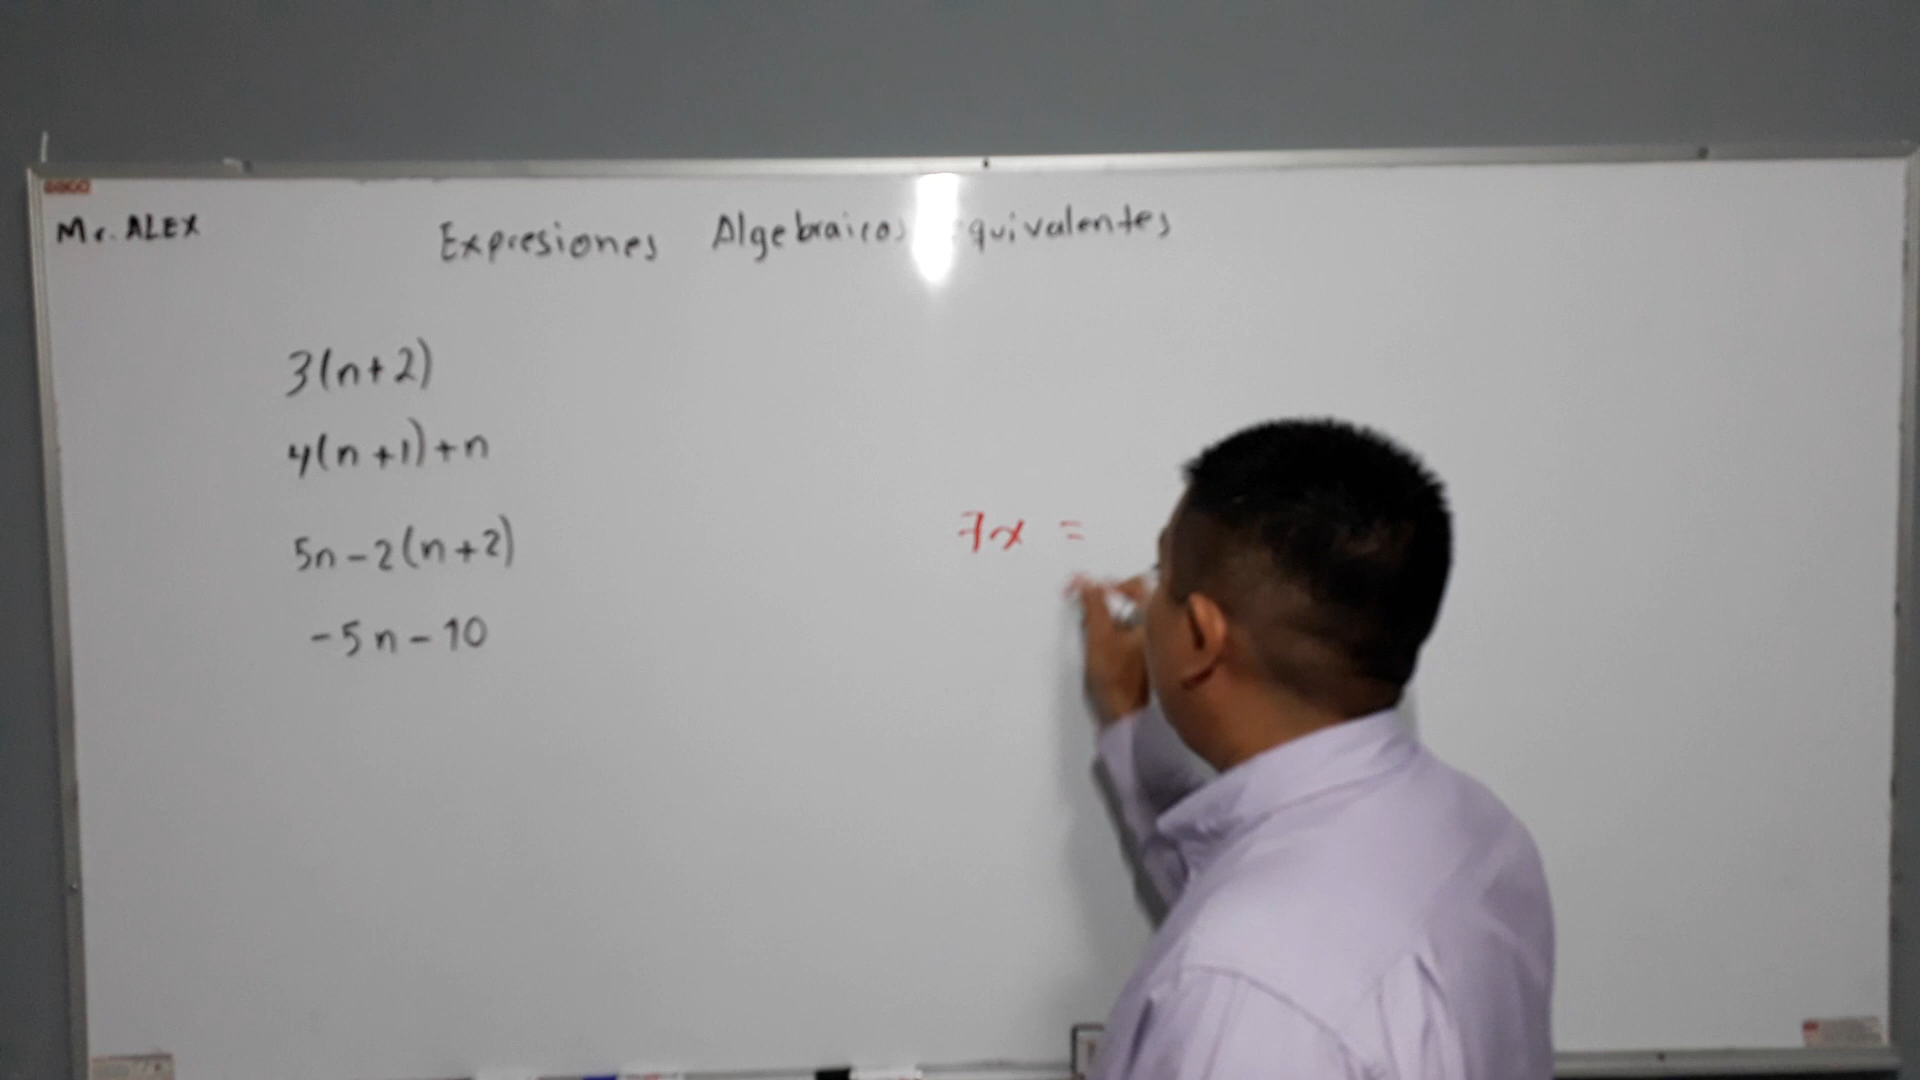 Mr. ALEX
Expresiones Algebraicas equivalentes
3(n+2)
4(n+1)+n
5n-2(n+2)
-5n-10
7x =